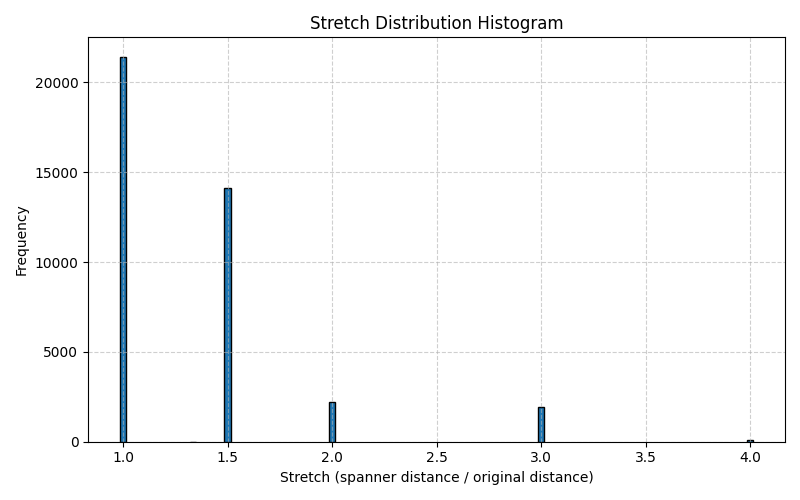 Stretch Distribution Histogram
20000
15000
10000
5000
0
Frequency
1.0 1.5 2.0 2.5 3.0 3.5 4.0
Stretch (spanner distance / original distance)